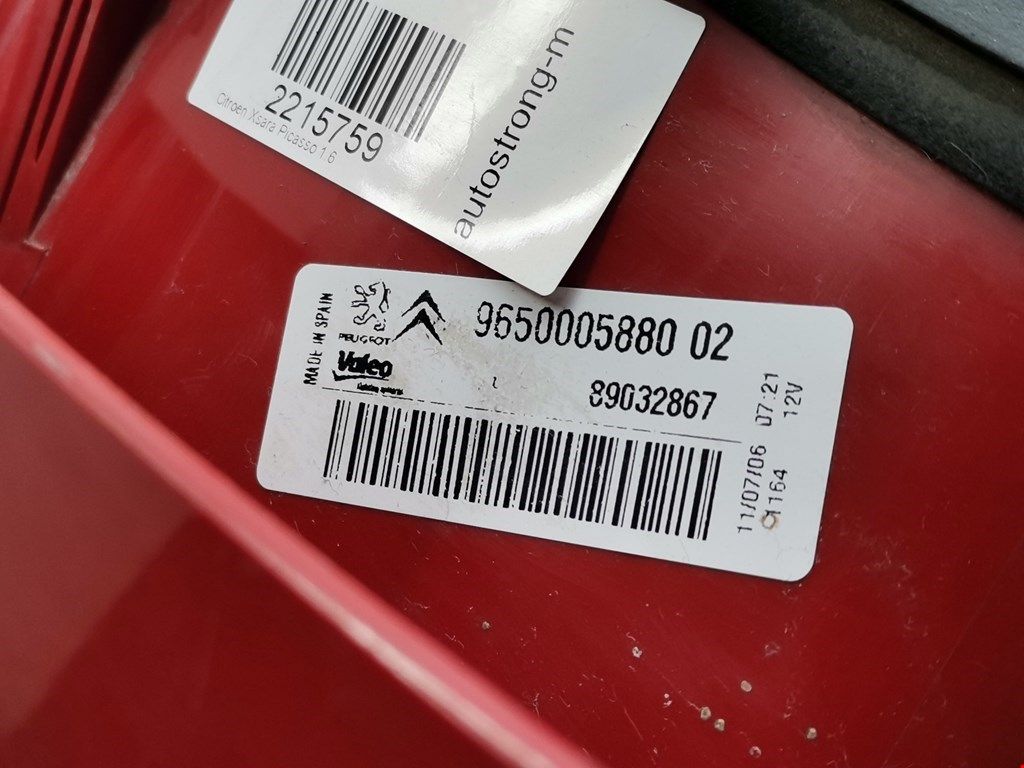 2215759
Citroen Xsara Picasso 1.6
autostrong-m
MADE IN SPAIN
PEUGEOT
Valeo
9650005880 02
89032867
11/07/06 07:21
12V